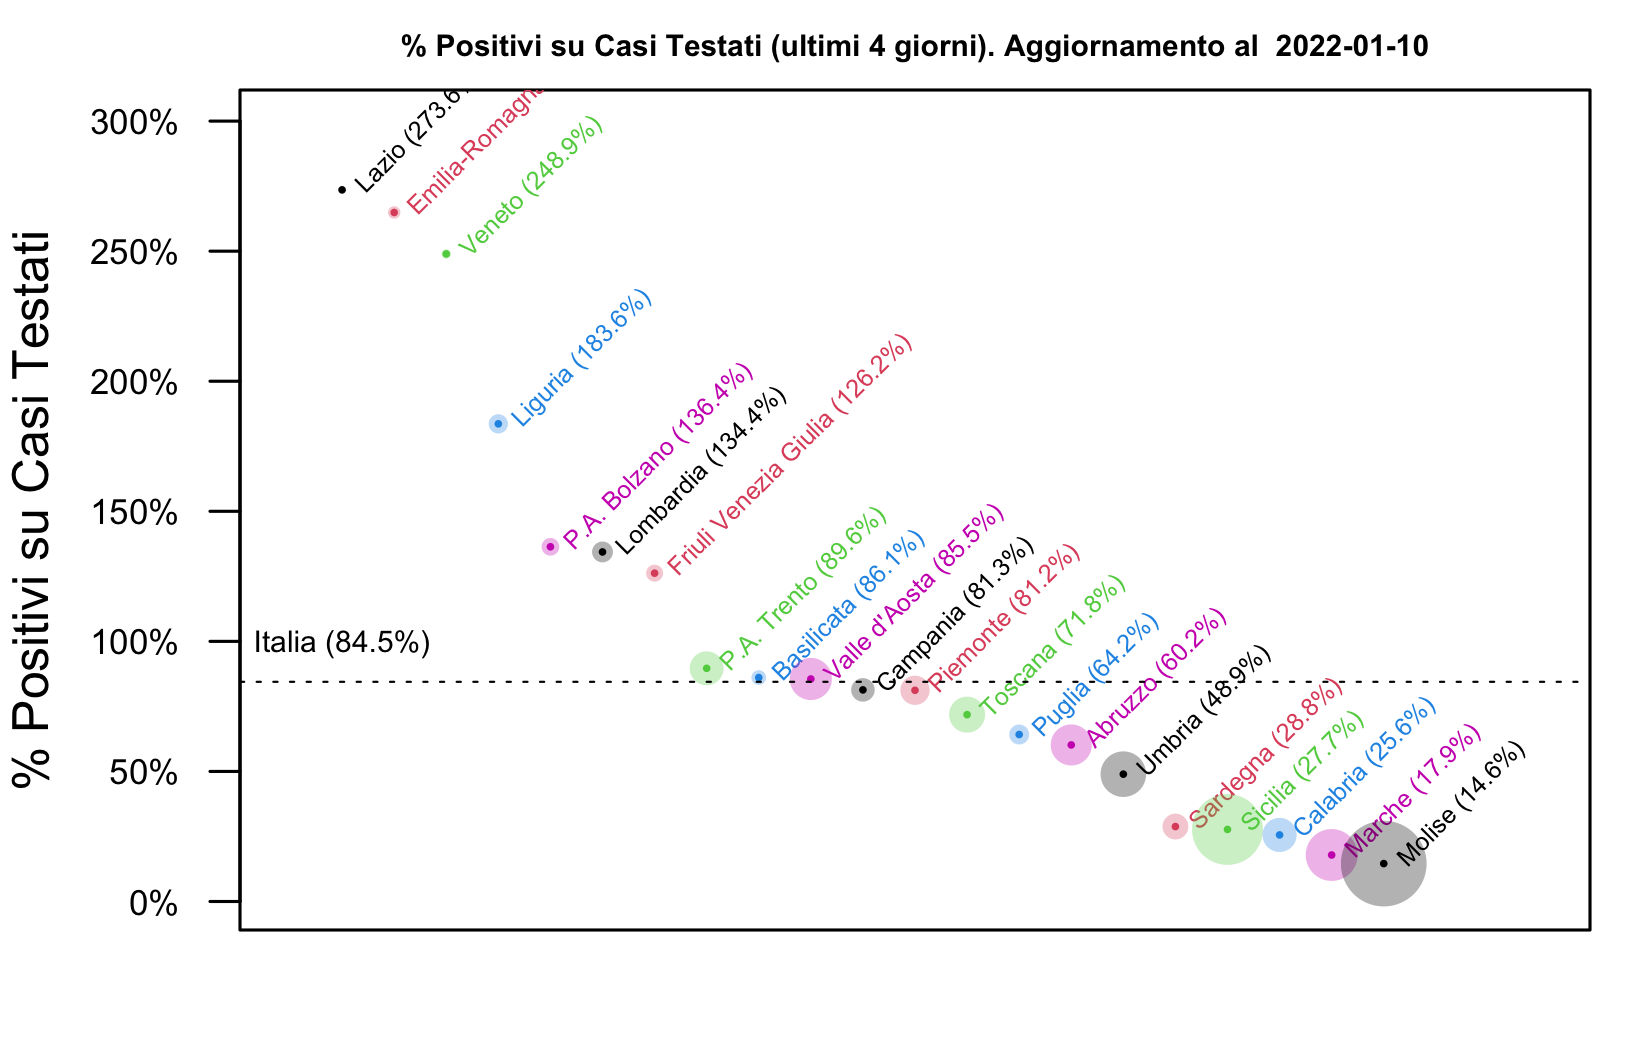 % Positivi su Casi Testati (ultimi 4 giorni). Aggiornamento al 2022-01-10
% Positivi su Casi Testati
300%
250%
200%
150%
100%
50%
0%
Italia (84.5%)
Lazio (273.6
Emilia-Romagna
Veneto (248.9%)
Liguria (183.6%)
P.A. Bolzano (136.4%)
Lombardia (134.4%)
Friuli Venezia Giulia (126.2%)
P.A. Trento (89.6%)
Basilicata (86.1%)
Valle d'Aosta (85.5%)
Campania (81.3%)
Piemonte (81.2%)
Toscana (71.8%)
Puglia (64.2%)
Abruzzo (60.2%)
Umbria (48.9%)
Sardegna (28.8%)
Sicilia (27.7%)
Calabria (25.6%)
Marche (17.9%)
Molise (14.6%)